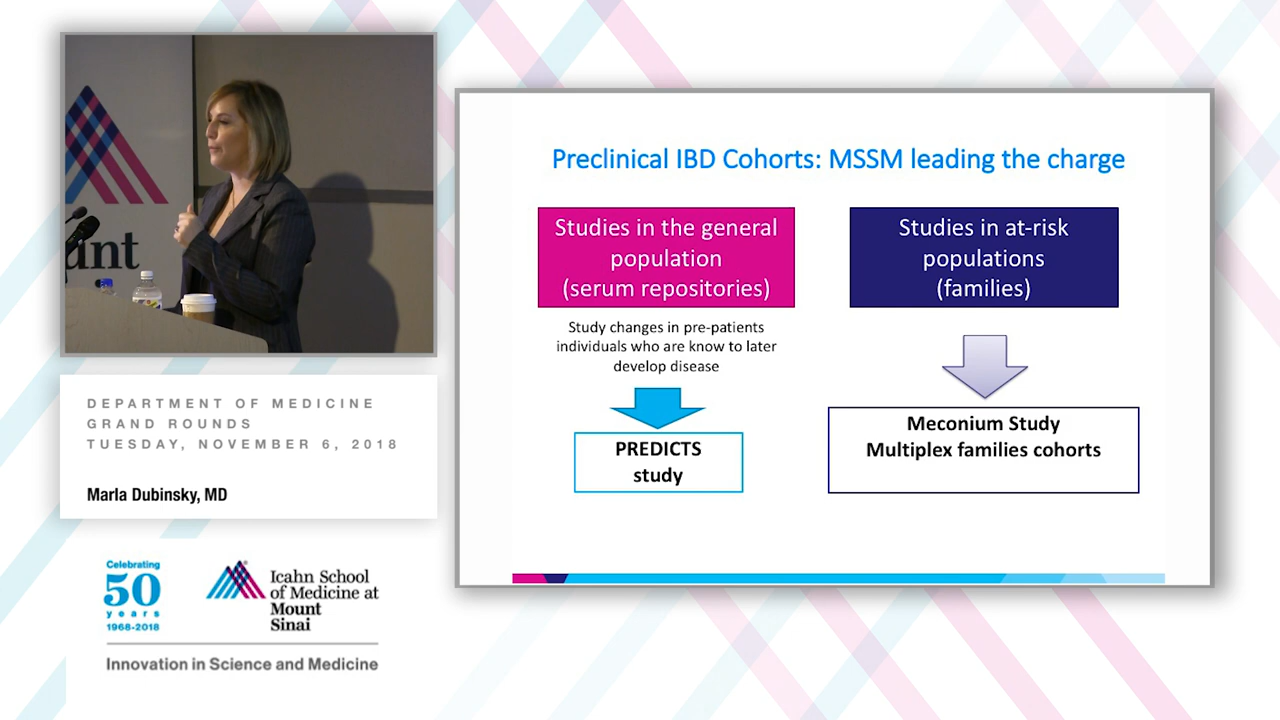 ant
DEPARTMENT OF MEDICINE
GRAND ROUNDS
TUESDAY, NOVEMBER 6, 2018
Marla Dubinsky, MD
Celebrating
50
years
1968-2018
Icahn School
of Medicine at
Mount
Sinai
Innovation in Science and Medicine
Preclinical IBD Cohorts: MSSM leading the charge
Studies in the general
population
(serum repositories)
Study changes in pre-patients
individuals who are know to later
develop disease
PREDICTS
study
Studies in at-risk
populations
(families)
Meconium Study
Multiplex families cohorts